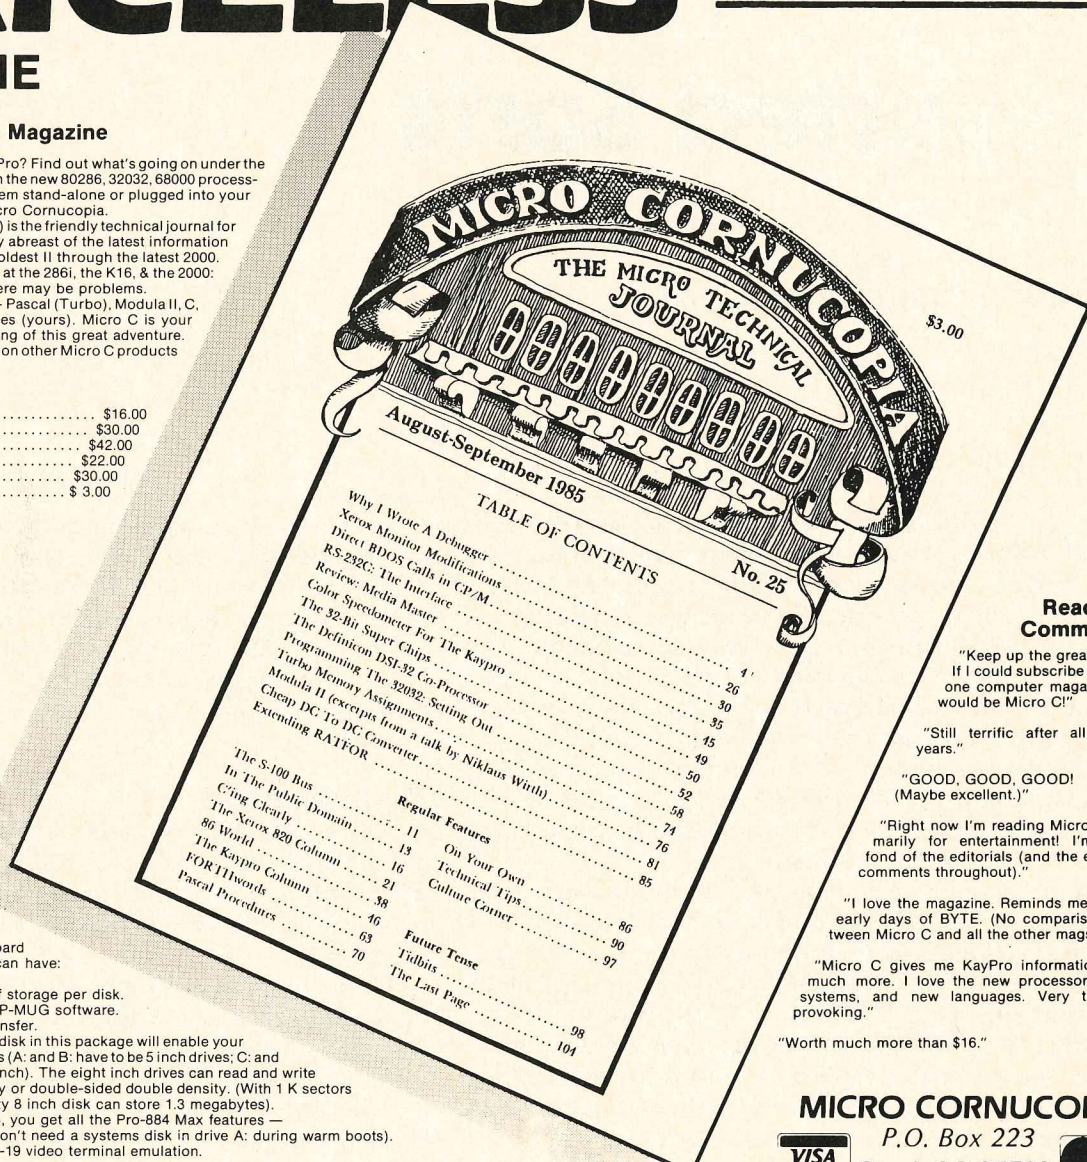 Magazine
Pro? Find out what's going on under the
the new 80286, 32032, 68000 process-
em stand-alone or plugged into your
cro Cornucopia.
) is the friendly technical journal for
y abreast of the latest information
oldest II through the latest 2000.
at the 286i, the K16, & the 2000:
ere may be problems.
- Pascal (Turbo), Modula II, C,
es (yours). Micro C is your
ng of this great adventure.
on other Micro C products
............ $16.00
............ $30.00
............ $42.00
............ $22.00
............ $30.00
............ $ 3.00
MICRO CORNUCOPIA
THE MICRO TECHNICAL
JOURNAL
$3.00
August-September 1985
No. 25
TABLE OF CONTENTS
Why I Wrote A Debugger ............ 4
Xerox Monitor Modifications ............ 26
Direct BDOS Calls in CP/M ............ 30
RS-232C: The Interface ............ 35
Review: Media Master ............ 45
Color Speedometer For The Kaypro ............ 49
The 32-Bit Super Chips ............ 50
The Definicon DSI-32 Co-Processor ............ 52
Programming The 32032: Setting Out ............ 58
Turbo Memory Assignments ............ 74
Modula II (excerpts from a talk by Niklaus Wirth) ............ 76
Cheap DC To DC Converter ............ 81
Extending RATFOR ............ 85
Regular Features
The S-100 Bus ............ 11
In The Public Domain ............ 13
C'ing Clearly ............ 16
The Xerox 820 Column ............ 21
86 World ............ 38
The Kaypro Column ............ 46
FORTHwords ............ 63
Pascal Procedures ............ 70
On Your Own ............ 86
Technical Tips ............ 90
Culture Corner ............ 97
Future Tense
Tidbits ............ 98
The Last Page ............ 104
ard
can have:
f storage per disk.
P-MUG software.
nsfer.
disk in this package will enable your
s (A: and B: have to be 5 inch drives; C: and
nch). The eight inch drives can read and write
y or double-sided double density. (With 1 K sectors
ty 8 inch disk can store 1.3 megabytes).
, you get all the Pro-884 Max features —
on't need a systems disk in drive A: during warm boots).
-19 video terminal emulation.
Read
Comm
"Keep up the grea
If I could subscribe
one computer maga
would be Micro C!"
"Still terrific after all
years."
"GOOD, GOOD, GOOD!
(Maybe excellent.)"
"Right now I'm reading Micro
marily for entertainment! I'm
fond of the editorials (and the e
comments throughout)."
"I love the magazine. Reminds me
early days of BYTE. (No comparis
tween Micro C and all the other mags
"Micro C gives me KayPro informatio
much more. I love the new processor
systems, and new languages. Very t
provoking."
"Worth much more than $16."
MICRO CORNUCOP
P.O. Box 223
VISA